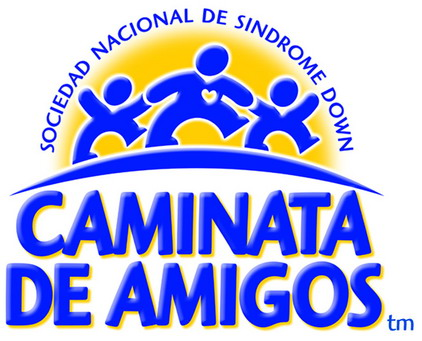 SOCIEDAD NACIONAL DE SINDROME DOWN
CAMINATA
DE AMIGOS tm